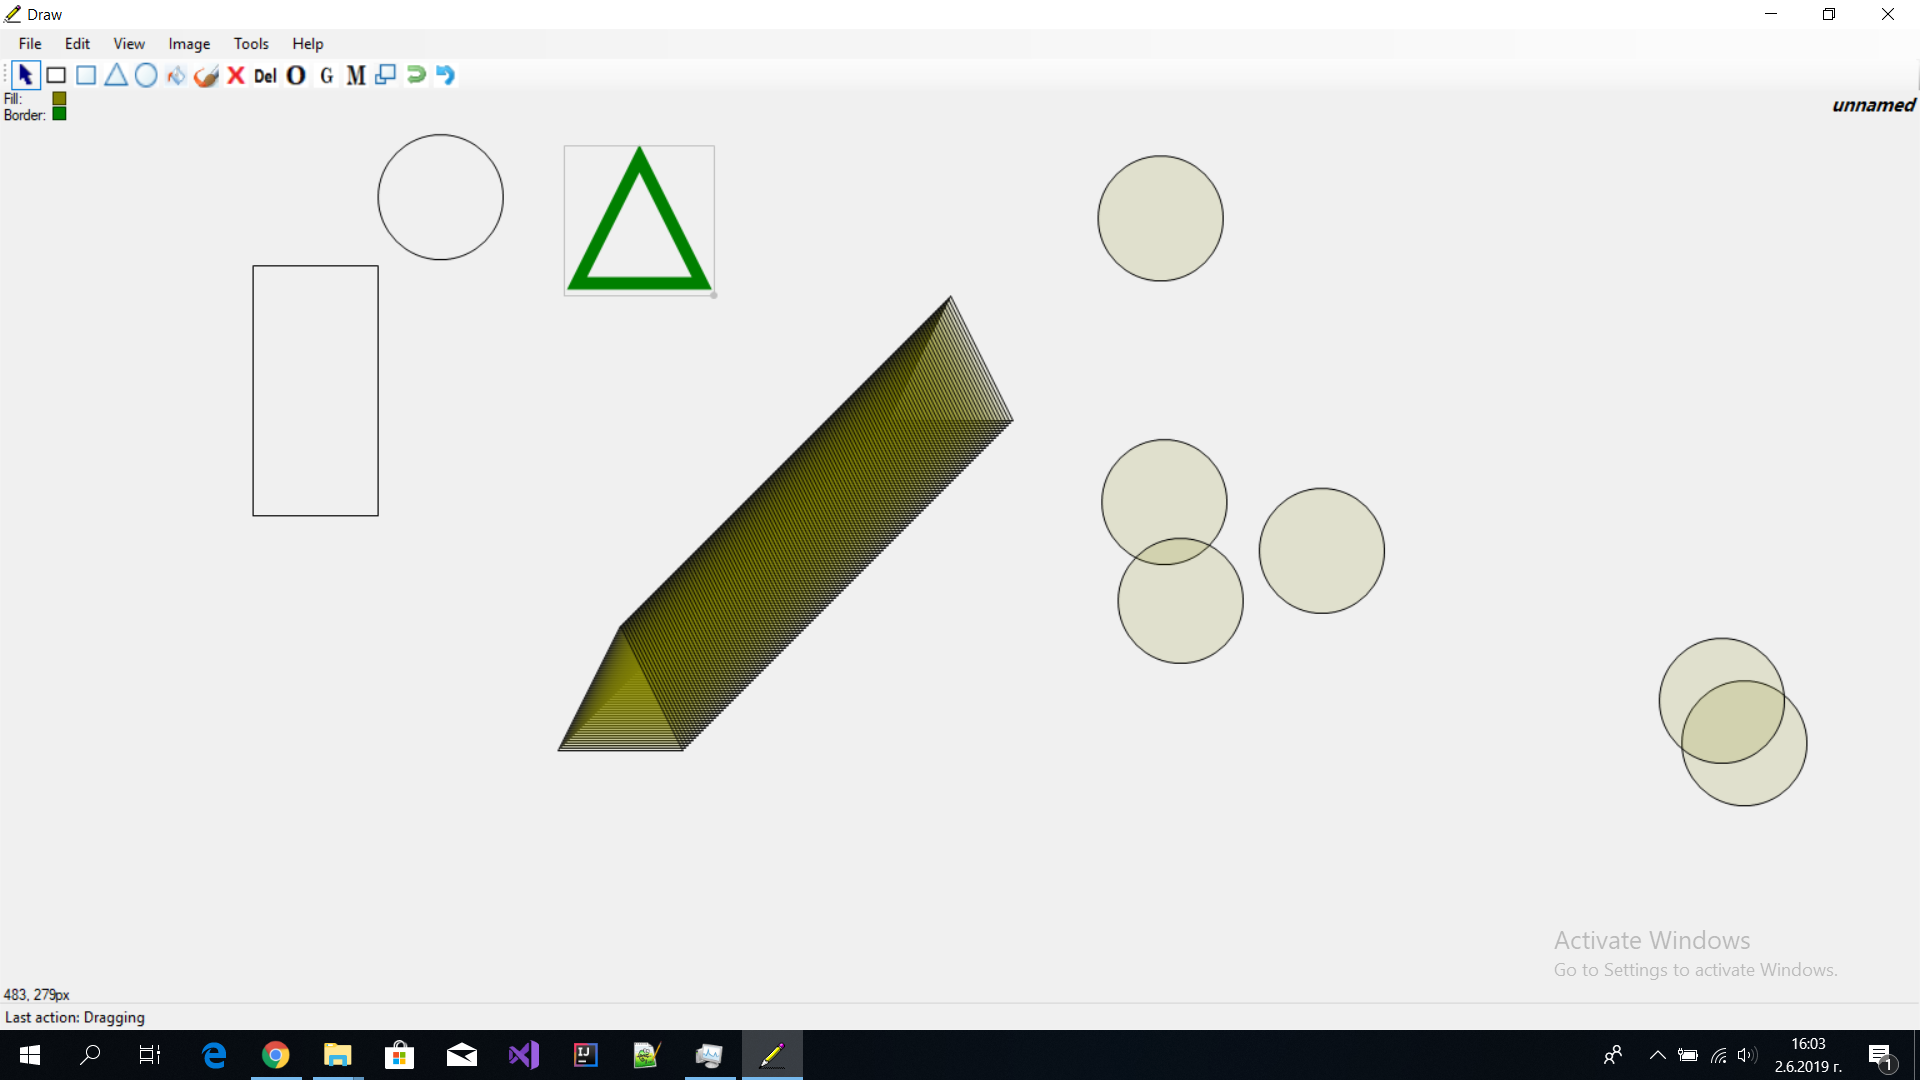 Draw
File Edit View Image Tools Help
Del O G M
Fill:
Border:
unnamed
Activate Windows
Go to Settings to activate Windows.
483, 279px
Last action: Dragging
IJ
16:03
2.6.2019 г.
1